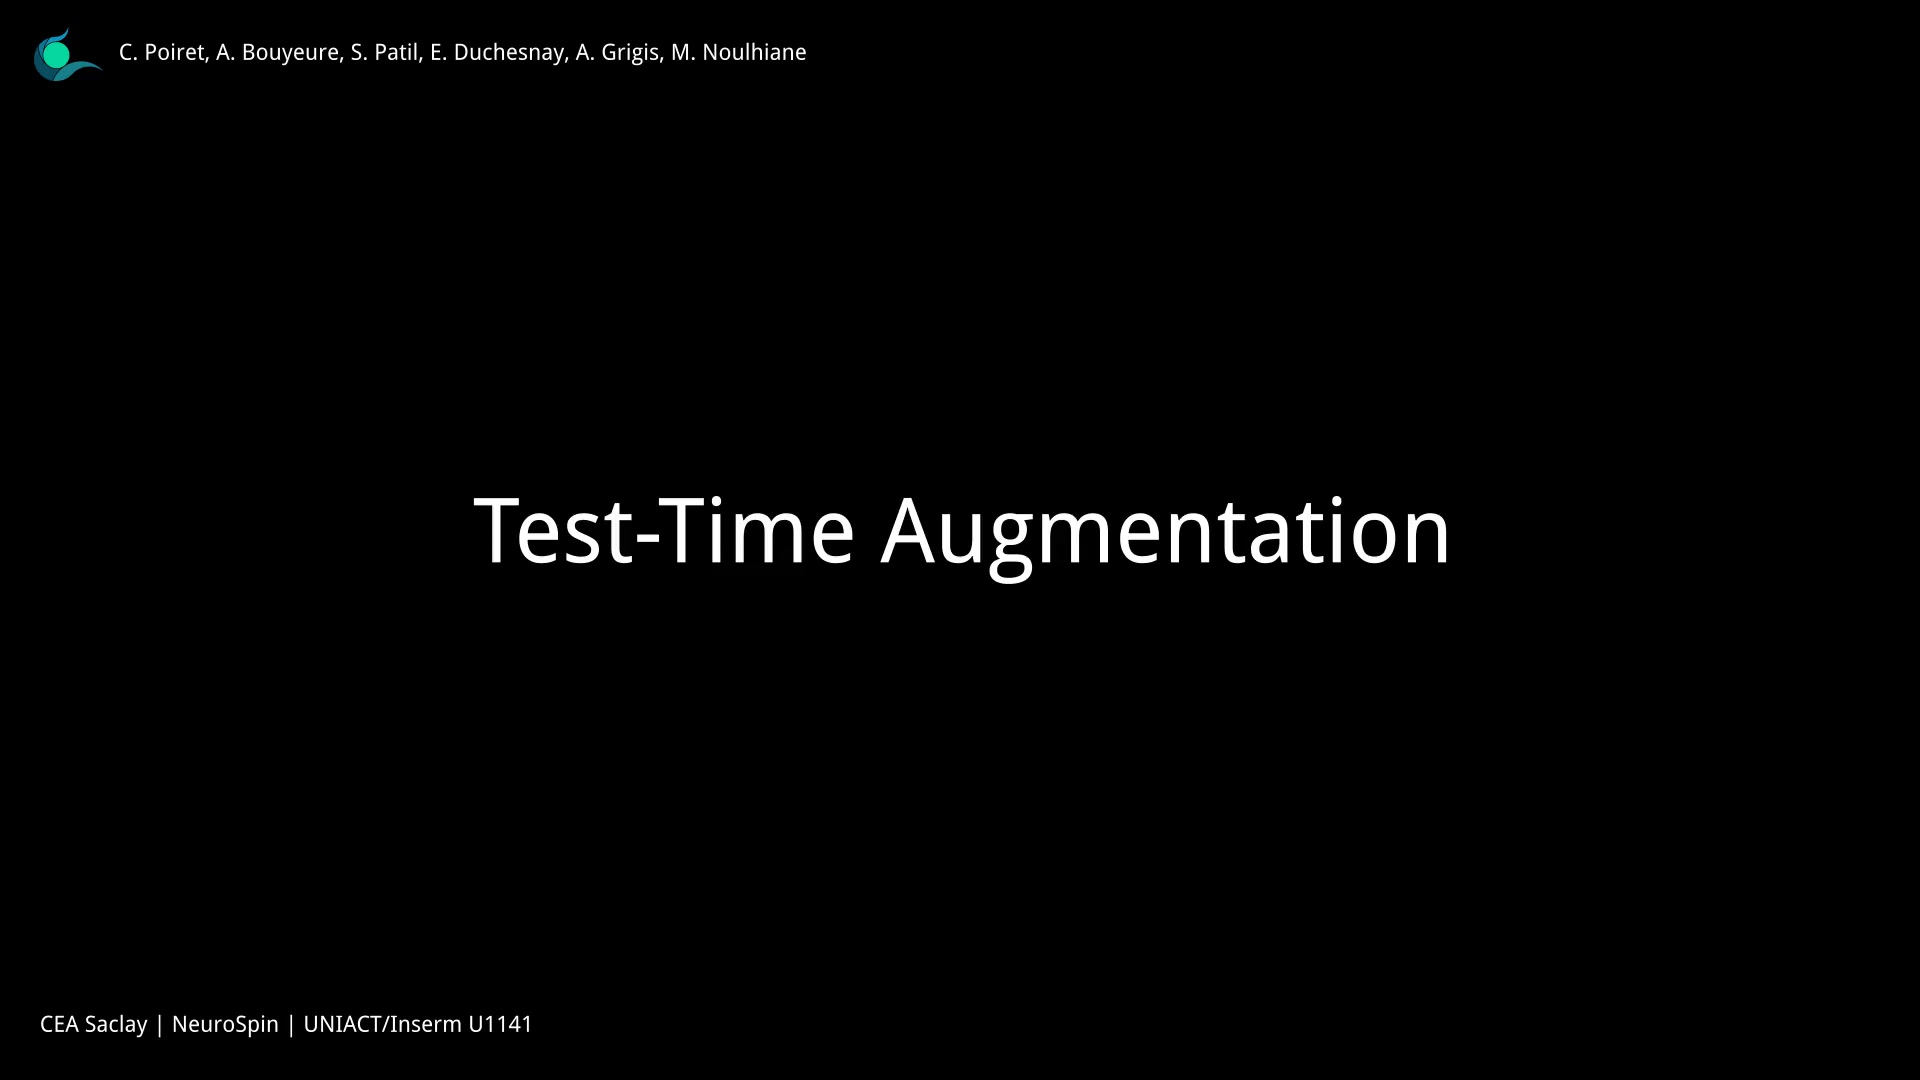 C. Poiret, A. Bouyeure, S. Patil, E. Duchesnay, A. Grigis, M. Noulhiane
Test-Time Augmentation
CEA Saclay | NeuroSpin | UNIACT/Inserm U1141